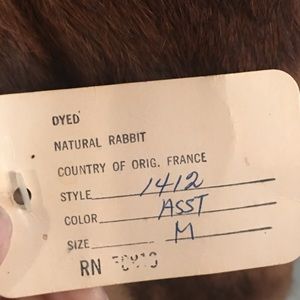 DYED
NATURAL RABBIT
COUNTRY OF ORIG. FRANCE
STYLE 1412
COLOR ASST
SIZE M
RN